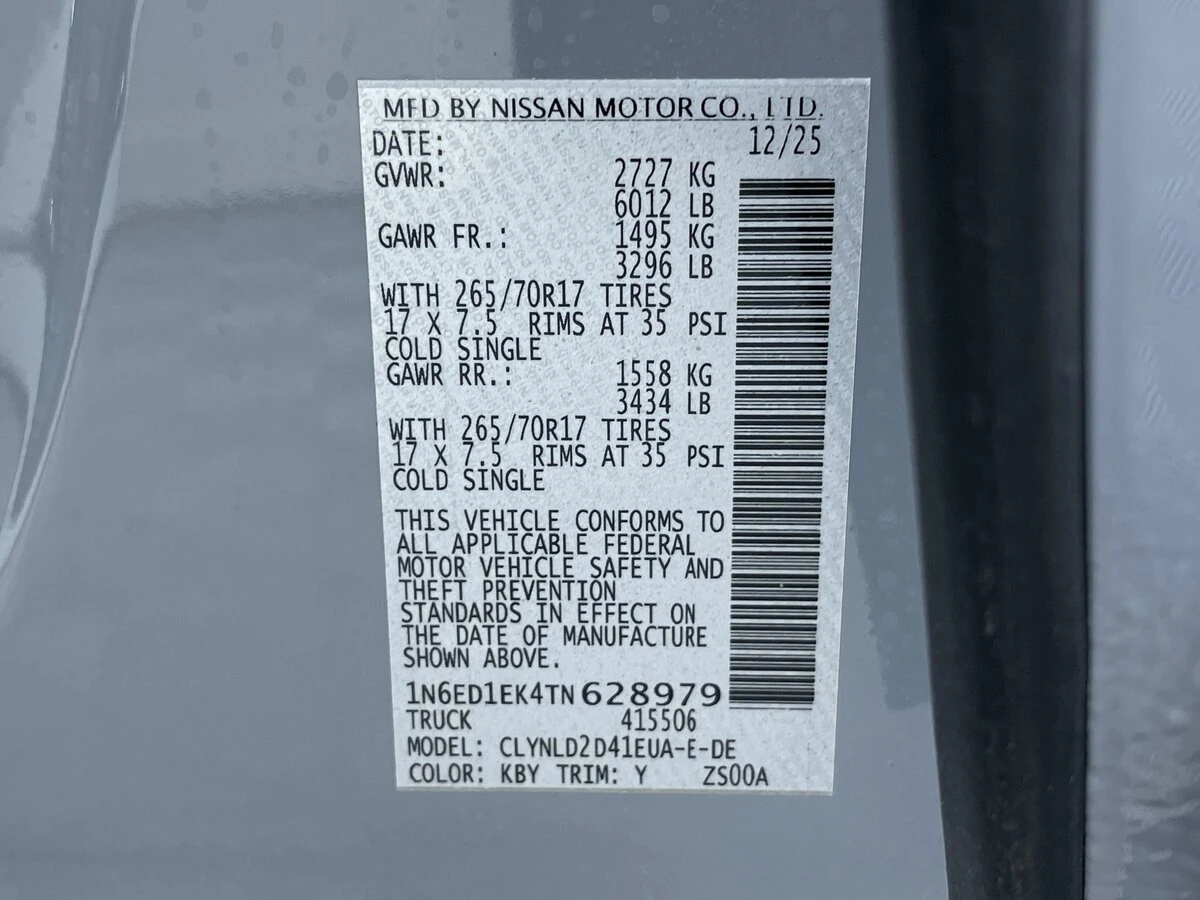 MFD BY NISSAN MOTOR CO., LTD.
DATE: 12/25
GVWR: 2727 KG
6012 LB
GAWR FR.: 1495 KG
3296 LB
WITH 265/70R17 TIRES
17 X 7.5 RIMS AT 35 PSI
COLD SINGLE
GAWR RR.: 1558 KG
3434 LB
WITH 265/70R17 TIRES
17 X 7.5 RIMS AT 35 PSI
COLD SINGLE
THIS VEHICLE CONFORMS TO
ALL APPLICABLE FEDERAL
MOTOR VEHICLE SAFETY AND
THEFT PREVENTION
STANDARDS IN EFFECT ON
THE DATE OF MANUFACTURE
SHOWN ABOVE.
1N6ED1EK4TN628979
TRUCK 415506
MODEL: CLYNLD2D41EUA-E-DE
COLOR: KBY TRIM: Y ZS00A